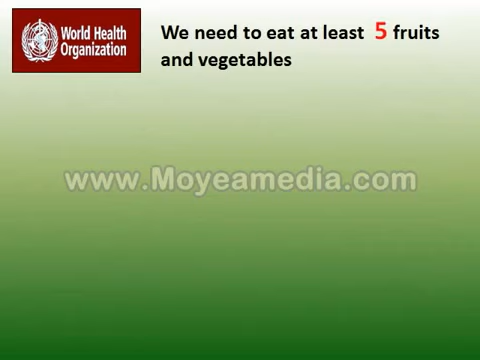 World Health
Organization
We need to eat at least 5 fruits
and vegetables
www.Moyeamedia.com